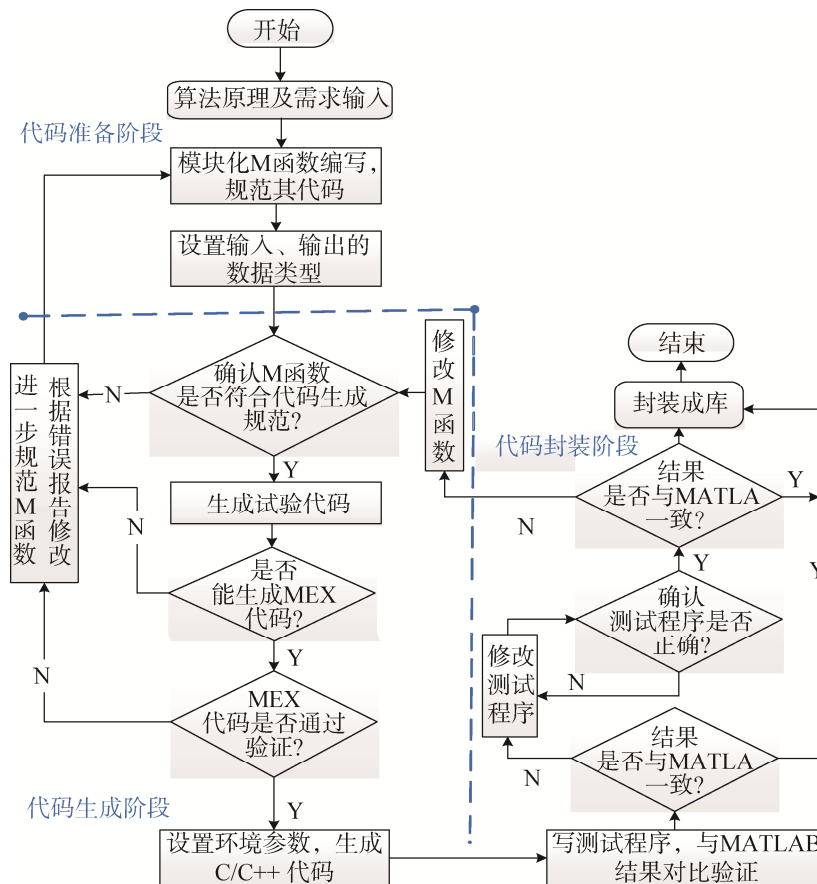 开始
算法原理及需求输入
代码准备阶段
模块化M函数编写,
规范其代码
设置输入、输出的
数据类型
确认M函数
是否符合代码生成
规范?
N
Y
根据错误报告修改
进一步规范M函数
生成试验代码
N
是否
能生成MEX
代码?
Y
N
MEX
代码是否通过
验证?
代码生成阶段
Y
设置环境参数，生成
C/C++ 代码
修改M函数
结束
封装成库
代码封装阶段
结果
是否与MATLA
一致?
Y
N
Y
Y
确认
测试程序是否
正确?
N
修改
测试
程序
结果
是否与MATLA
一致?
N
写测试程序，与MATLAB
结果对比验证